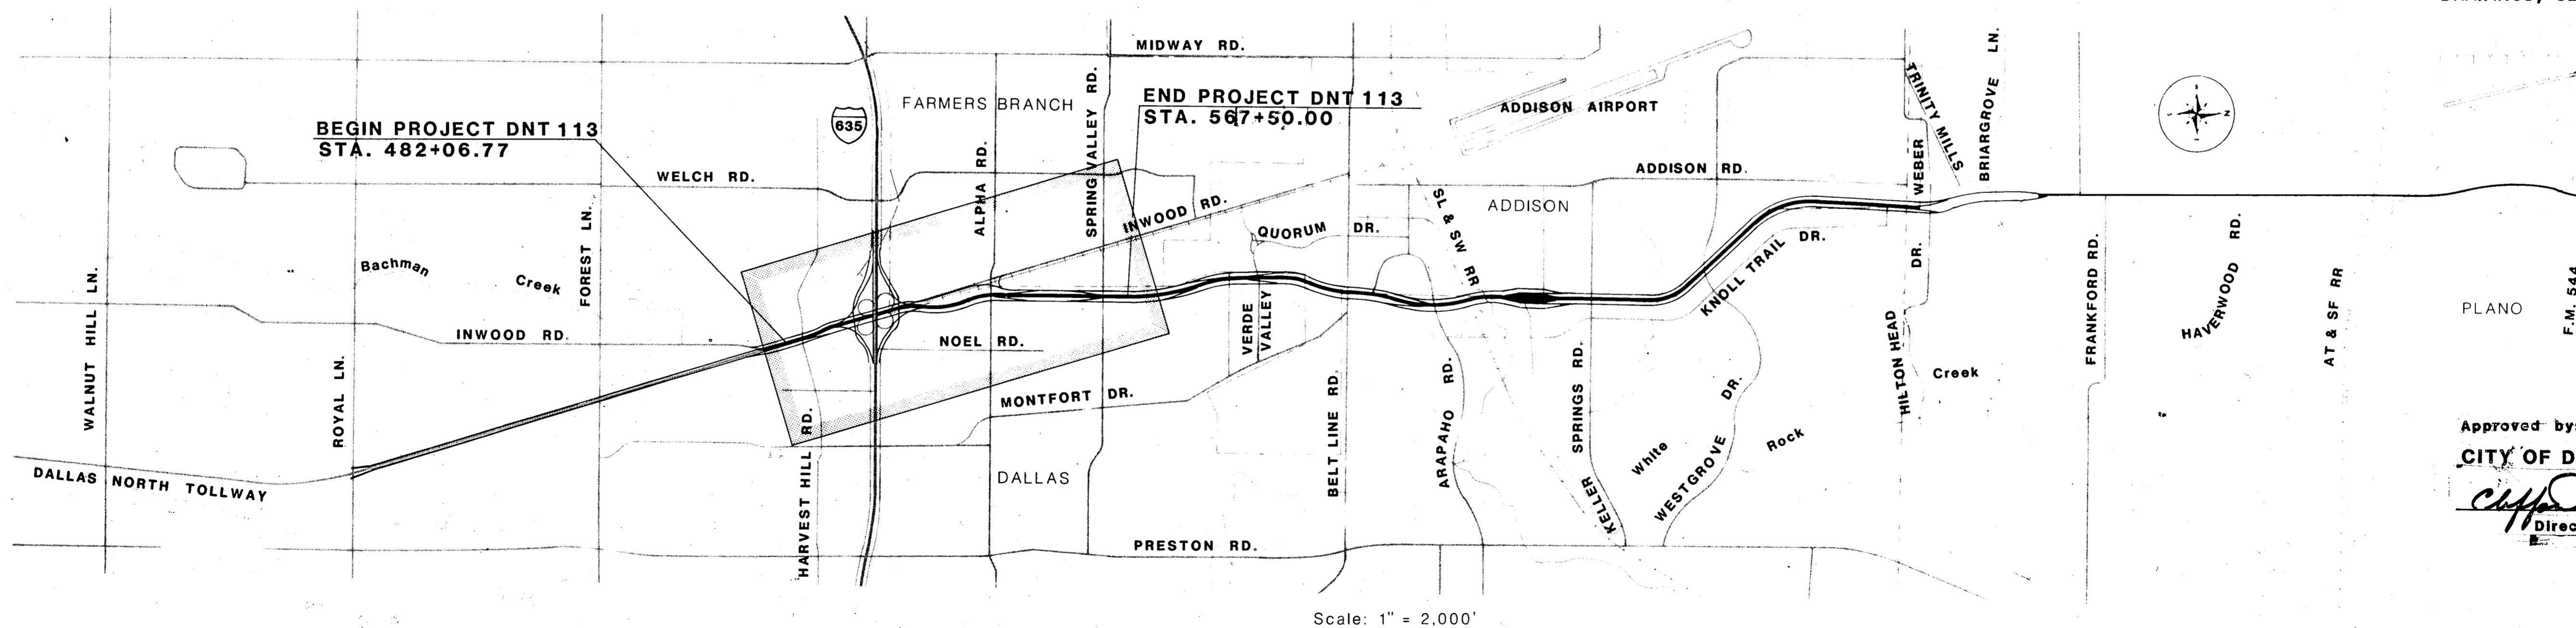 MIDWAY RD.
BEGIN PROJECT DNT 113
STA. 482+06.77
635
FARMERS BRANCH
END PROJECT DNT 113
STA. 567+50.00
ADDISON AIRPORT
TRINITY MILLS
BRIARGROVE LN.
N
WELCH RD.
ALPHA RD.
SPRING VALLEY RD.
INWOOD RD.
QUORUM DR.
SL & SW RR
ADDISON RD.
ADDISON
WEBER
Bachman
Creek
FOREST LN.
KNOLL TRAIL DR.
DR.
FRANKFORD RD.
HAVERWOOD RD.
AT & SF RR
PLANO
F.M. 544
WALNUT HILL LN.
ROYAL LN.
INWOOD RD.
NOEL RD.
VERDE
VALLEY
MONTFORT DR.
BELT LINE RD.
ARAPAHO RD.
SPRINGS RD.
KELLER
White
Rock
WESTGROVE DR.
HILTON HEAD
Creek
DALLAS NORTH TOLLWAY
HARVEST HILL RD.
DALLAS
PRESTON RD.
Approved by:
CITY OF D
Direc
Scale: 1" = 2,000'